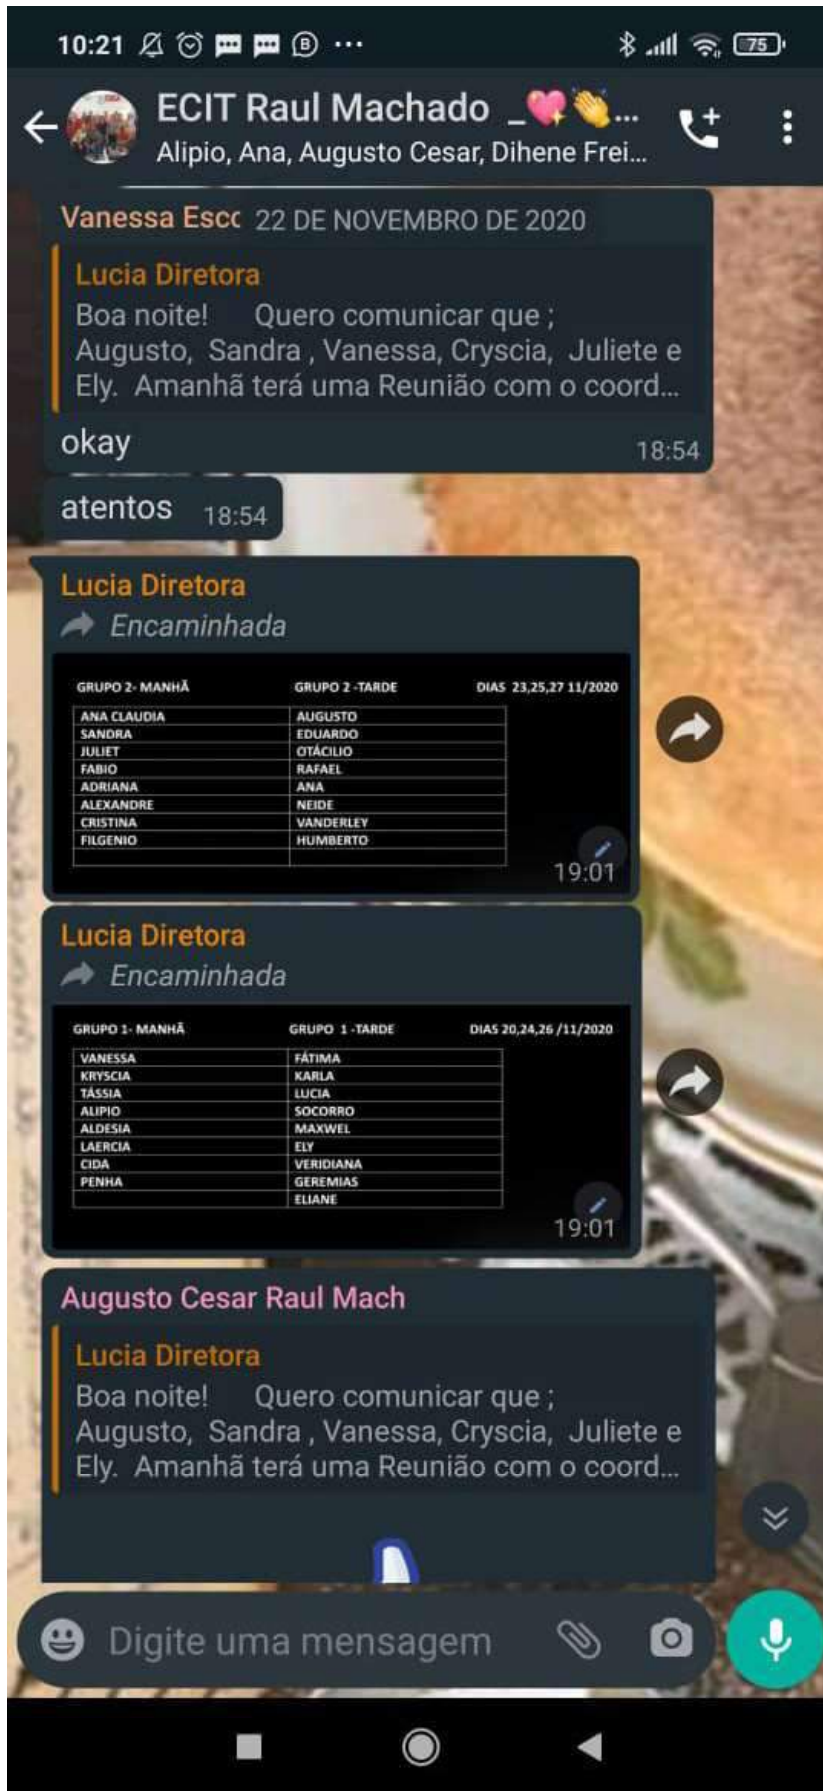 10:21
75
ECIT Raul Machado _💖👏...
Alipio, Ana, Augusto Cesar, Dihene Frei...
Vanessa Esco
22 DE NOVEMBRO DE 2020
Lucia Diretora
Boa noite! Quero comunicar que ;
Augusto, Sandra , Vanessa, Cryscia, Juliete e
Ely. Amanhã terá uma Reunião com o coord...
okay 18:54
atentos 18:54
Lucia Diretora
Encaminhada
GRUPO 2- MANHÃ GRUPO 2 -TARDE DIAS 23,25,27 11/2020
ANA CLAUDIA AUGUSTO
SANDRA EDUARDO
JULIET OTÁCILIO
FABIO RAFAEL
ADRIANA ANA
ALEXANDRE NEIDE
CRISTINA VANDERLEY
FILGENIO HUMBERTO
19:01
Lucia Diretora
Encaminhada
GRUPO 1- MANHÃ GRUPO 1 -TARDE DIAS 20,24,26 /11/2020
VANESSA FÁTIMA
KRYSCIA KARLA
TÁSSIA LUCIA
ALIPIO SOCORRO
ALDESIA MAXWEL
LAERCIA ELY
CIDA VERIDIANA
PENHA GEREMIAS
ELIANE
19:01
Augusto Cesar Raul Mach
Lucia Diretora
Boa noite! Quero comunicar que ;
Augusto, Sandra , Vanessa, Cryscia, Juliete e
Ely. Amanhã terá uma Reunião com o coord...
Digite uma mensagem